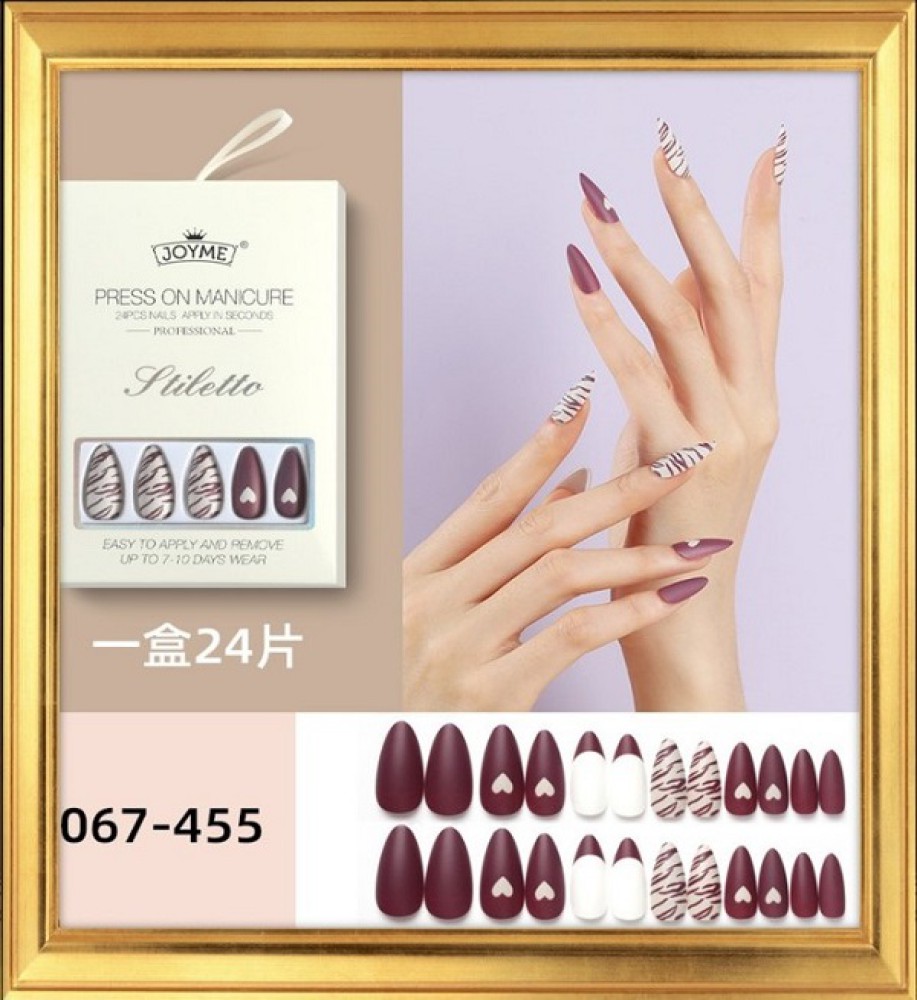 JOYME®
PRESS ON MANICURE
24PCS NAILS APPLY IN SECONDS
PROFESSIONAL
Stiletto
EASY TO APPLY AND REMOVE
UP TO 7-10 DAYS WEAR
一盒24片
067-455